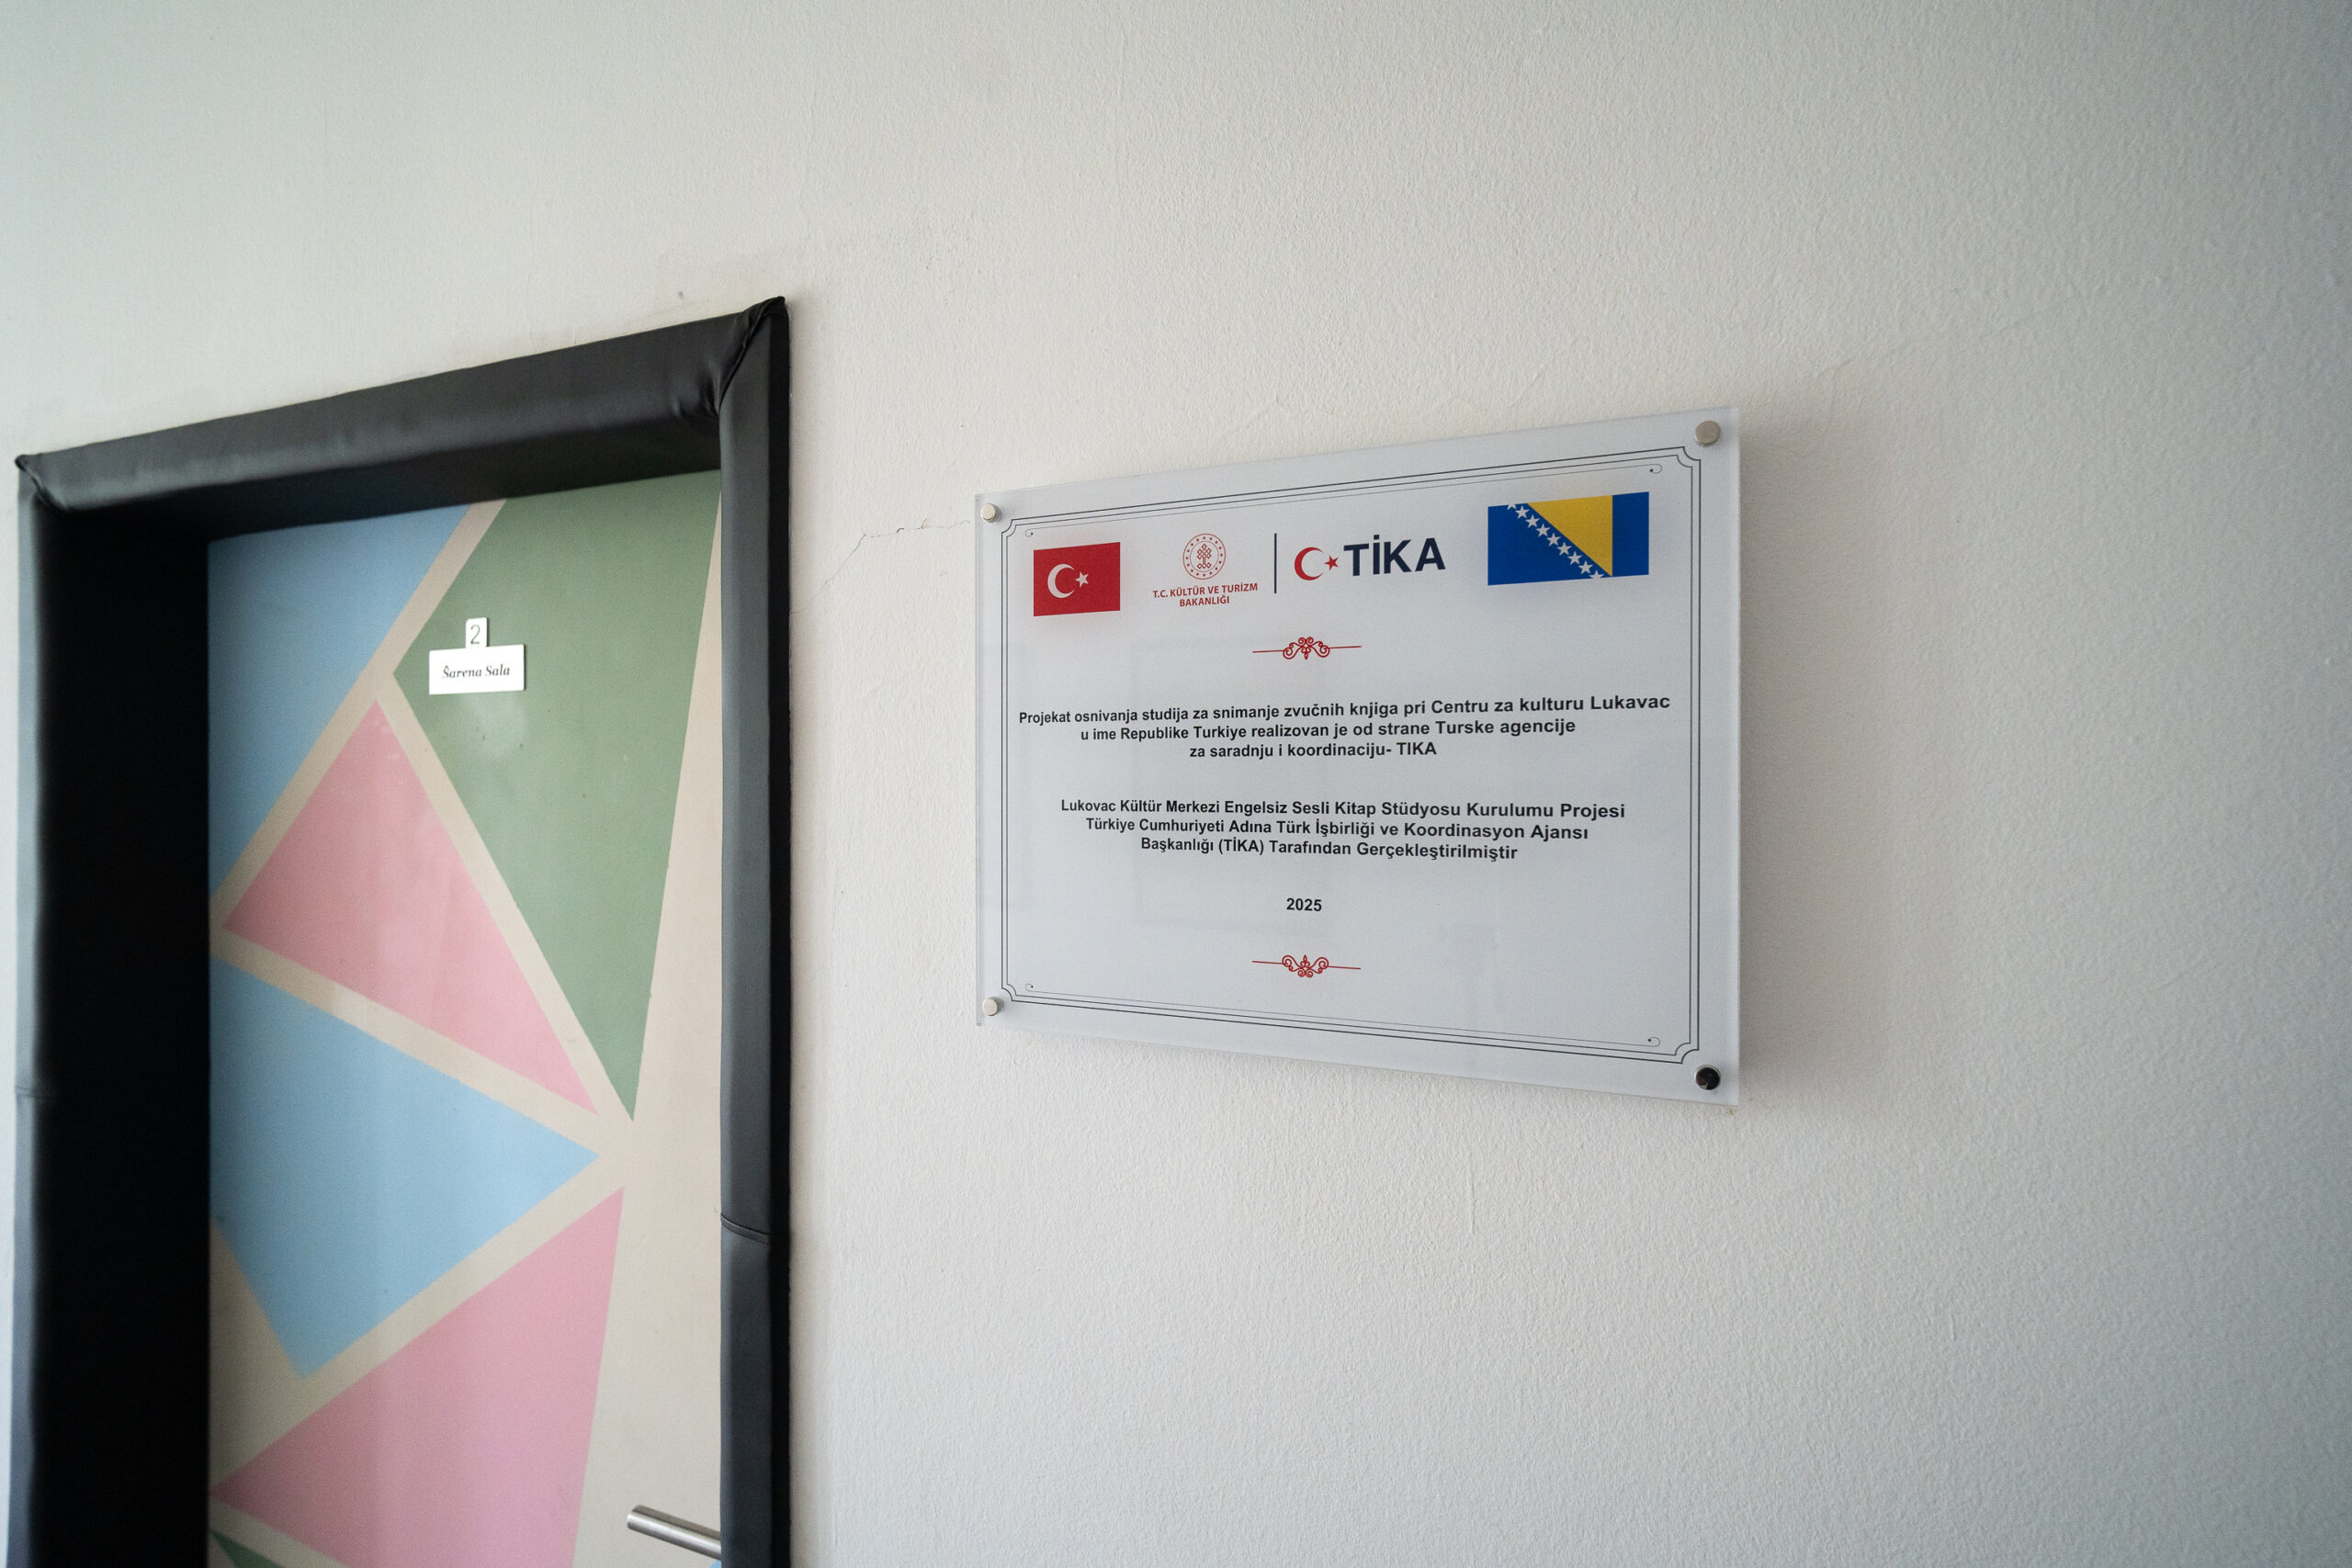 2
Šarena Sala
T.C. KÜLTÜR VE TURİZM
BAKANLIĞI
TİKA
Projekat osnivanja studija za snimanje zvučnih knjiga pri Centru za kulturu Lukavac
u ime Republike Turkiye realizovan je od strane Turske agencije
za saradnju i koordinaciju- TIKA
Lukovac Kültür Merkezi Engelsiz Sesli Kitap Stüdyosu Kurulumu Projesi
Türkiye Cumhuriyeti Adına Türk İşbirliği ve Koordinasyon Ajansı
Başkanlığı (TİKA) Tarafından Gerçekleştirilmiştir
2025